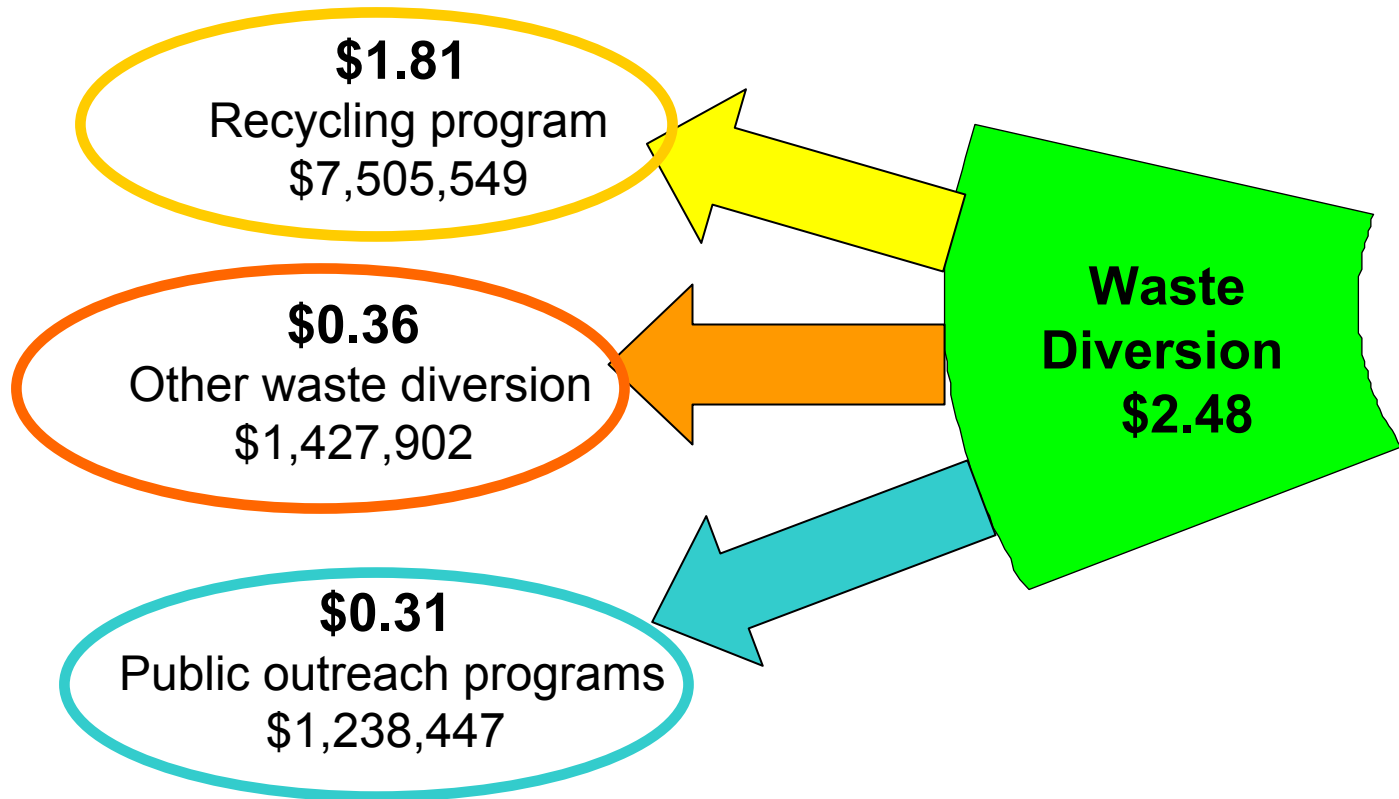 $1.81
Recycling program
$7,505,549
$0.36
Other waste diversion
$1,427,902
$0.31
Public outreach programs
$1,238,447
Waste
Diversion
$2.48